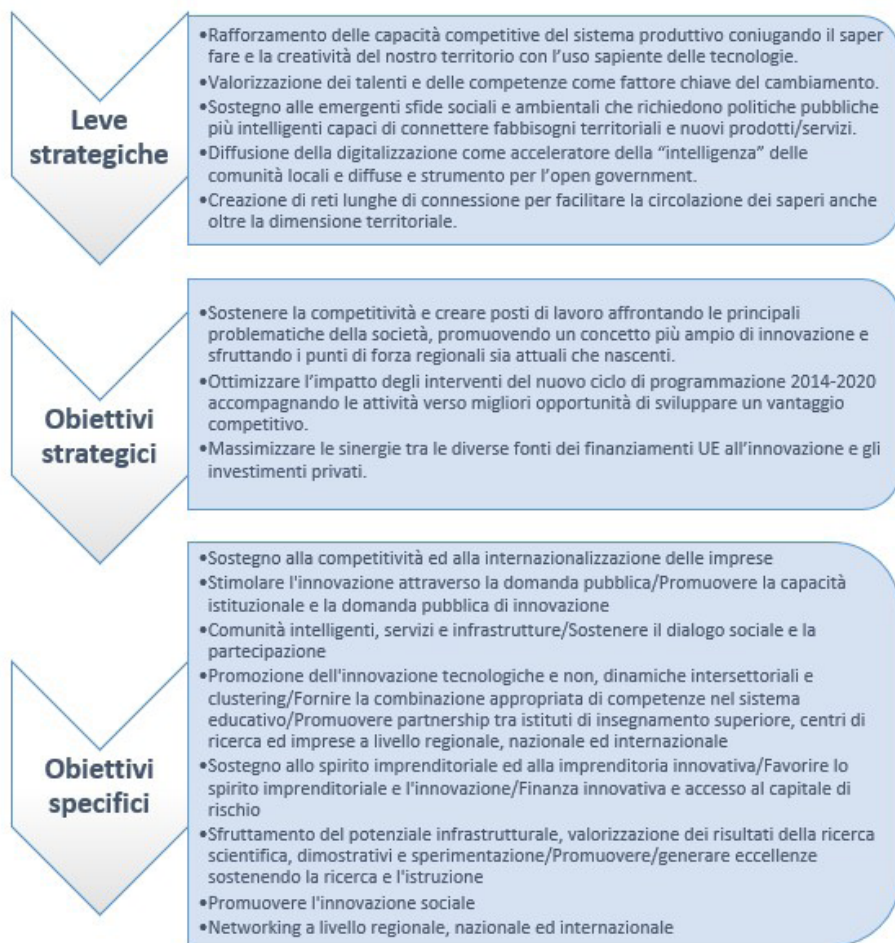 Leve
strategiche
•Rafforzamento delle capacità competitive del sistema produttivo coniugando il saper
fare e la creatività del nostro territorio con l'uso sapiente delle tecnologie.
•Valorizzazione dei talenti e delle competenze come fattore chiave del cambiamento.
•Sostegno alle emergenti sfide sociali e ambientali che richiedono politiche pubbliche
più intelligenti capaci di connettere fabbisogni territoriali e nuovi prodotti/servizi.
•Diffusione della digitalizzazione come acceleratore della “intelligenza” delle
comunità locali e diffuse e strumento per l'open government.
•Creazione di reti lunghe di connessione per facilitare la circolazione dei saperi anche
oltre la dimensione territoriale.
Obiettivi
strategici
•Sostenere la competitività e creare posti di lavoro affrontando le principali
problematiche della società, promuovendo un concetto più ampio di innovazione e
sfruttando i punti di forza regionali sia attuali che nascenti.
•Ottimizzare l'impatto degli interventi del nuovo ciclo di programmazione 2014-2020
accompagnando le attività verso migliori opportunità di sviluppare un vantaggio
competitivo.
•Massimizzare le sinergie tra le diverse fonti dei finanziamenti UE all'innovazione e gli
investimenti privati.
Obiettivi
specifici
•Sostegno alla competitività ed alla internazionalizzazione delle imprese
•Stimolare l'innovazione attraverso la domanda pubblica/Promuovere la capacità
istituzionale e la domanda pubblica di innovazione
•Comunità intelligenti, servizi e infrastrutture/Sostenere il dialogo sociale e la
partecipazione
•Promozione dell'innovazione tecnologiche e non, dinamiche intersettoriali e
clustering/Fornire la combinazione appropriata di competenze nel sistema
educativo/Promuovere partnership tra istituti di insegnamento superiore, centri di
ricerca ed imprese a livello regionale, nazionale ed internazionale
•Sostegno allo spirito imprenditoriale ed alla imprenditoria innovativa/Favorire lo
spirito imprenditoriale e l'innovazione/Finanza innovativa e accesso al capitale di
rischio
•Sfruttamento del potenziale infrastrutturale, valorizzazione dei risultati della ricerca
scientifica, dimostrativi e sperimentazione/Promuovere/generare eccellenze
sostenendo la ricerca e l'istruzione
•Promuovere l'innovazione sociale
•Networking a livello regionale, nazionale ed internazionale